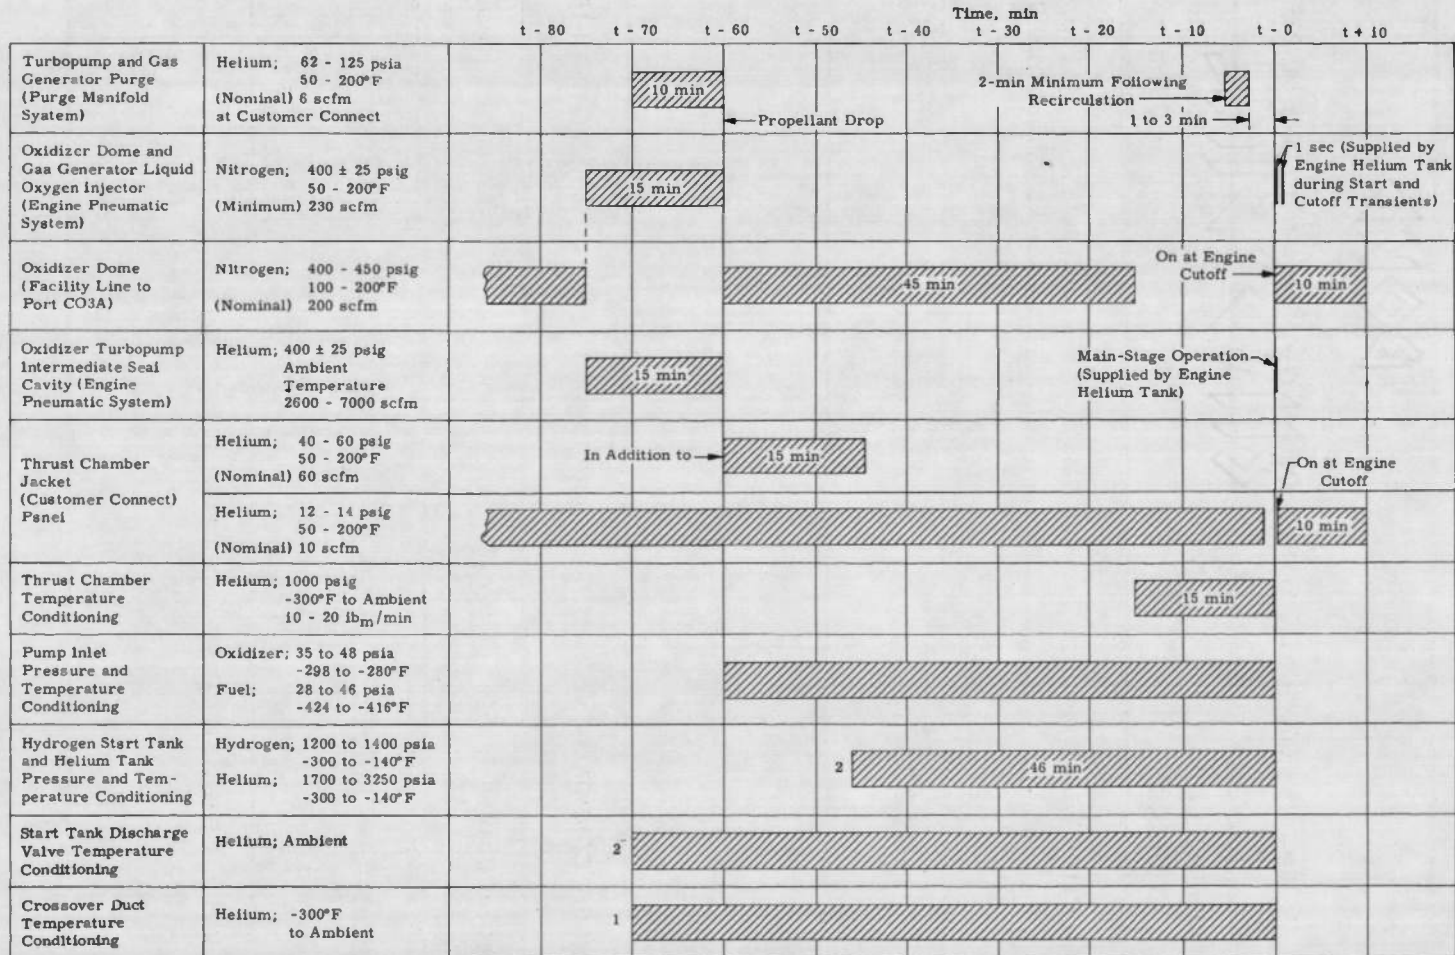 Time, min
t - 80 t - 70 t - 60 t - 50 t - 40 t - 30 t - 20 t - 10 t - 0 t + 10
Turbopump and Gas
Generator Purge
(Purge Manifold
System)
Helium; 62 - 125 psia
50 - 200°F
(Nominal) 6 scfm
at Customer Connect
10 min
Propellant Drop
2-min Minimum Following
Recirculation
1 to 3 min
Oxidizer Dome and
Gas Generator Liquid
Oxygen Injector
(Engine Pneumatic
System)
Nitrogen; 400 ± 25 psig
50 - 200°F
(Minimum) 230 scfm
15 min
1 sec (Supplied by
Engine Helium Tank
during Start and
Cutoff Transients)
Oxidizer Dome
(Facility Line to
Port CO3A)
Nitrogen; 400 - 450 psig
100 - 200°F
(Nominal) 200 scfm
45 min
On at Engine
Cutoff
10 min
Oxidizer Turbopump
Intermediate Seal
Cavity (Engine
Pneumatic System)
Helium; 400 ± 25 psig
Ambient
Temperature
2600 - 7000 scfm
15 min
Main-Stage Operation
(Supplied by Engine
Helium Tank)
Thrust Chamber
Jacket
(Customer Connect)
Panel
Helium; 40 - 60 psig
50 - 200°F
(Nominal) 60 scfm
In Addition to
15 min
On at Engine
Cutoff
Helium; 12 - 14 psig
50 - 200°F
(Nominal) 10 scfm
10 min
Thrust Chamber
Temperature
Conditioning
Helium; 1000 psig
-300°F to Ambient
10 - 20 lbm/min
15 min
Pump Inlet
Pressure and
Temperature
Conditioning
Oxidizer; 35 to 48 psia
-298 to -280°F
Fuel; 28 to 46 psia
-424 to -416°F
Hydrogen Start Tank
and Helium Tank
Pressure and Tem-
perature Conditioning
Hydrogen; 1200 to 1400 psia
-300 to -140°F
Helium; 1700 to 3250 psia
-300 to -140°F
2
46 min
Start Tank Discharge
Valve Temperature
Conditioning
Helium; Ambient
2
Crossover Duct
Temperature
Conditioning
Helium; -300°F
to Ambient
1